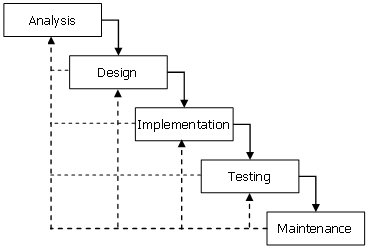 Analysis
Design
Implementation
Testing
Maintenance